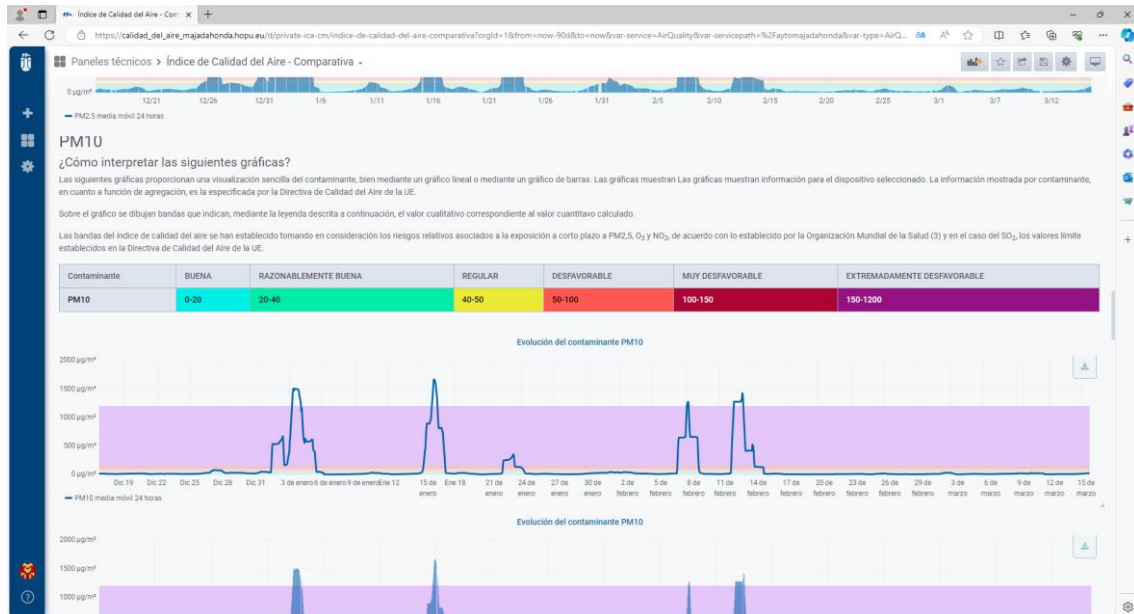 Índice de Calidad del Aire - Com
https://calidad_del_aire_majadahonda.hopu.eu/d/private-ica-cm/indice-de-calidad-del-aire-comparativa?orgId=1&from=now-90d&to=now&var-service=AirQuality&var-servicepath=%2Faytomajadahonda&var-type=AirQ...
Paneles técnicos > Índice de Calidad del Aire - Comparativa
0 µg/m³
12/21 12/26 12/31 1/6 1/11 1/16 1/21 1/26 1/31 2/5 2/10 2/15 2/20 2/25 3/1 3/7 3/12
PM2.5 media móvil 24 horas
PM10
¿Cómo interpretar las siguientes gráficas?
Las siguientes gráficas proporcionan una visualización sencilla del contaminante, bien mediante un gráfico lineal o mediante un gráfico de barras. Las gráficas muestran Las gráficas muestran información para el dispositivo seleccionado. La información mostrada por contaminante,
en cuanto a función de agregación, es la especificada por la Directiva de Calidad del Aire de la UE.
Sobre el gráfico se dibujan bandas que indican, mediante la leyenda descrita a continuación, el valor cualitativo correspondiente al valor cuantitavo calculado.
Las bandas del índice de calidad del aire se han establecido tomando en consideración los riesgos relativos asociados a la exposición a corto plazo a PM2,5, O3 y NO2, de acuerdo con lo establecido por la Organización Mundial de la Salud (3) y en el caso del SO2, los valores límite
establecidos en la Directiva de Calidad del Aire de la UE.
Contaminante BUENA RAZONABLEMENTE BUENA REGULAR DESFAVORABLE MUY DESFAVORABLE EXTREMADAMENTE DESFAVORABLE
PM10 0-20 20-40 40-50 50-100 100-150 150-1200
Evolución del contaminante PM10
2000 µg/m³
1500 µg/m³
1000 µg/m³
500 µg/m³
0 µg/m³
Dic 19 Dic 22 Dic 25 Dic 28 Dic 31 3 de enero 6 de enero 9 de enero Ene 12 15 de enero Ene 18 21 de enero 24 de enero 27 de enero 30 de enero 2 de febrero 5 de febrero 8 de febrero 11 de febrero 14 de febrero 17 de febrero 20 de febrero 23 de febrero 26 de febrero 29 de febrero 3 de marzo 6 de marzo 9 de marzo 12 de marzo 15 de marzo
PM10 media móvil 24 horas
Evolución del contaminante PM10
2000 µg/m³
1500 µg/m³
1000 µg/m³